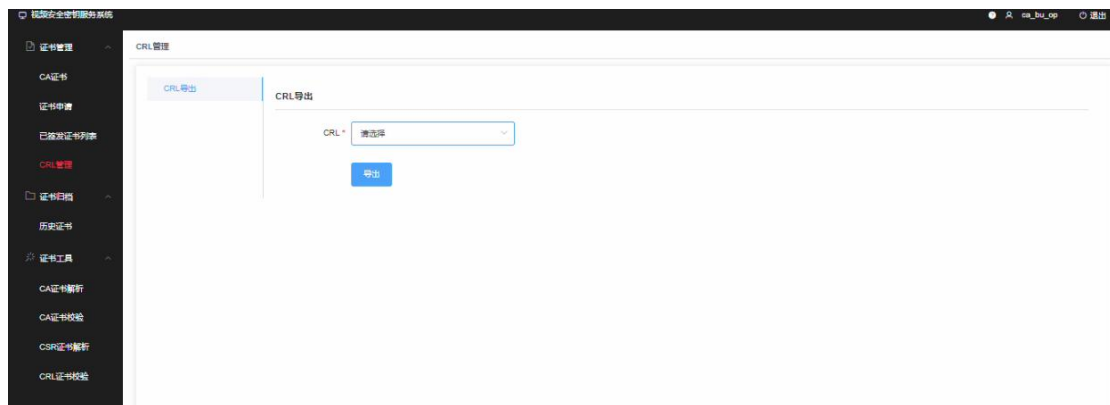 视频安全密钥服务系统
ca_bu_op
退出
证书管理
CA证书
证书申请
已签发证书列表
CRL管理
证书归档
历史证书
证书工具
CA证书解析
CA证书校验
CSR证书解析
CRL证书校验
CRL管理
CRL导出
CRL导出
CRL *
请选择
导出